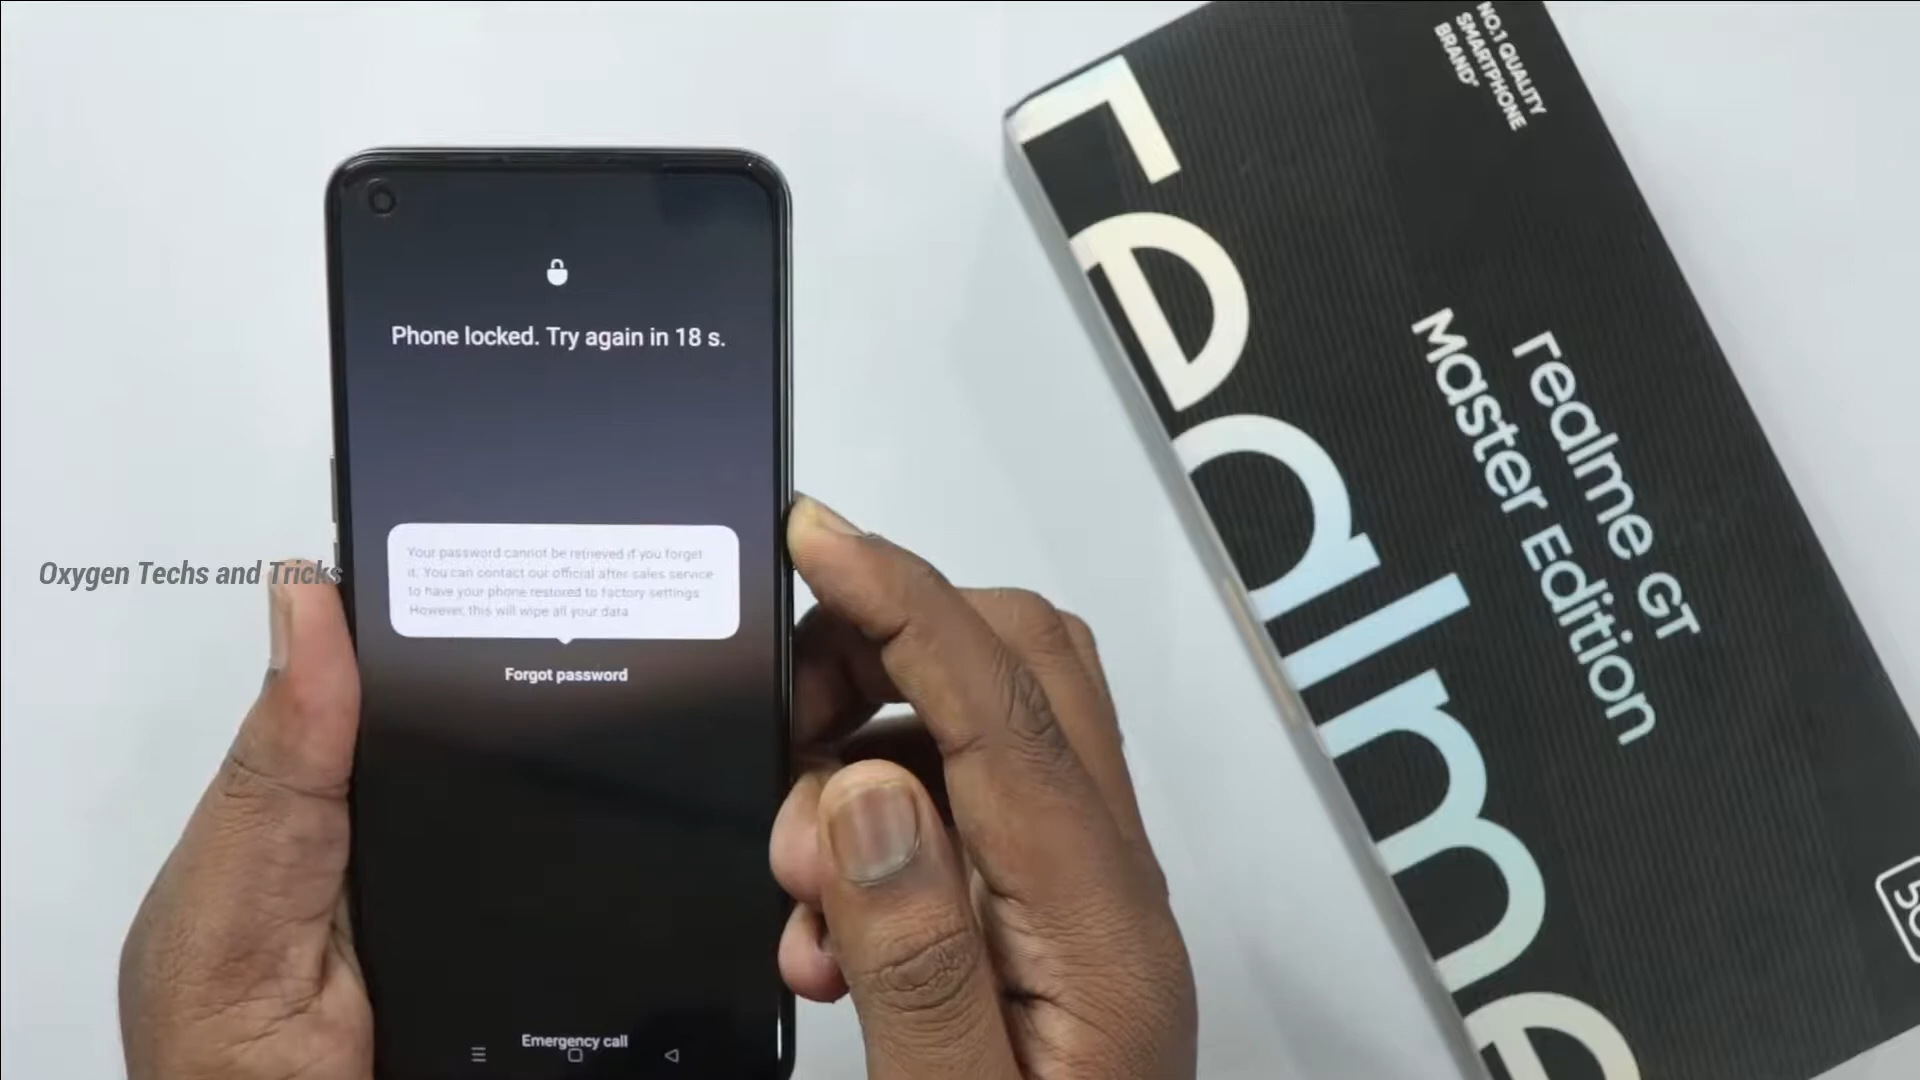 Phone locked. Try again in 18 s.
Your password cannot be retrieved if you forget
it. You can contact our official after sales service
to have your phone restored to factory settings
However, this will wipe all your data
Forgot password
Emergency call
Oxygen Techs and Tricks
NO.1 QUALITY
SMARTPHONE
BRAND*
realme GT
Master Edition
realme